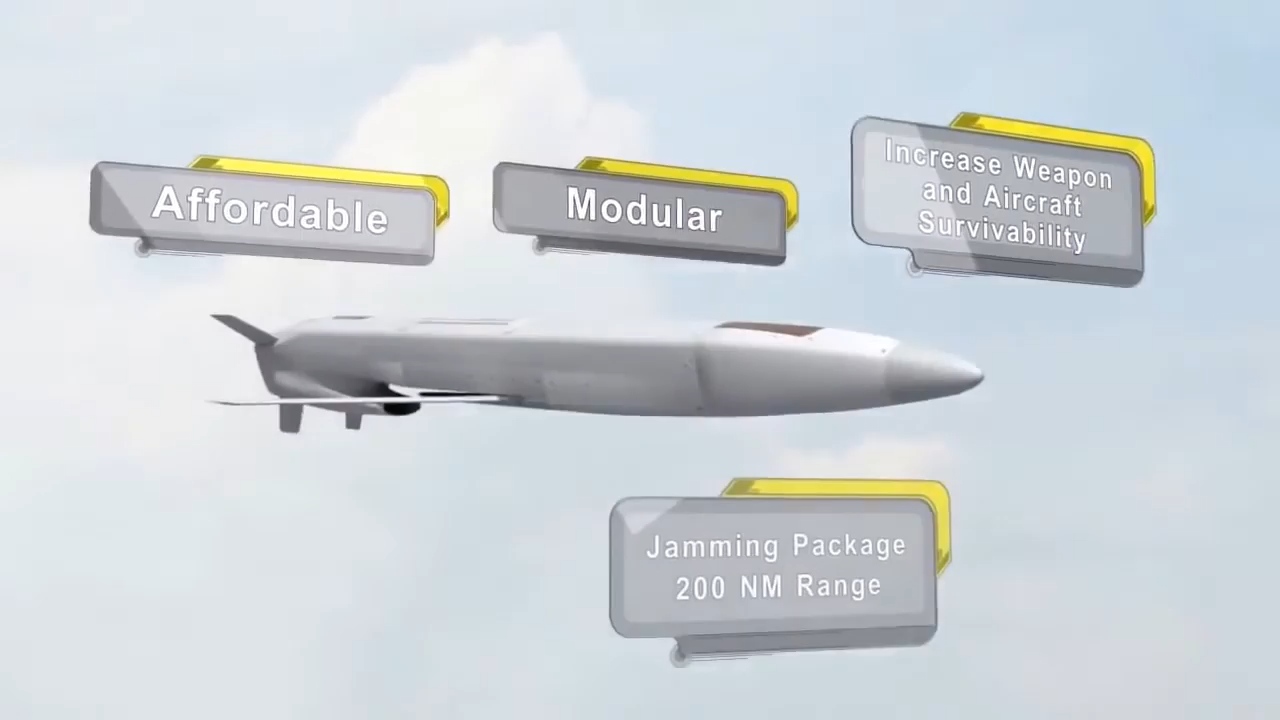 Affordable
Modular
Increase Weapon
and Aircraft
Survivability
Jamming Package
200 NM Range